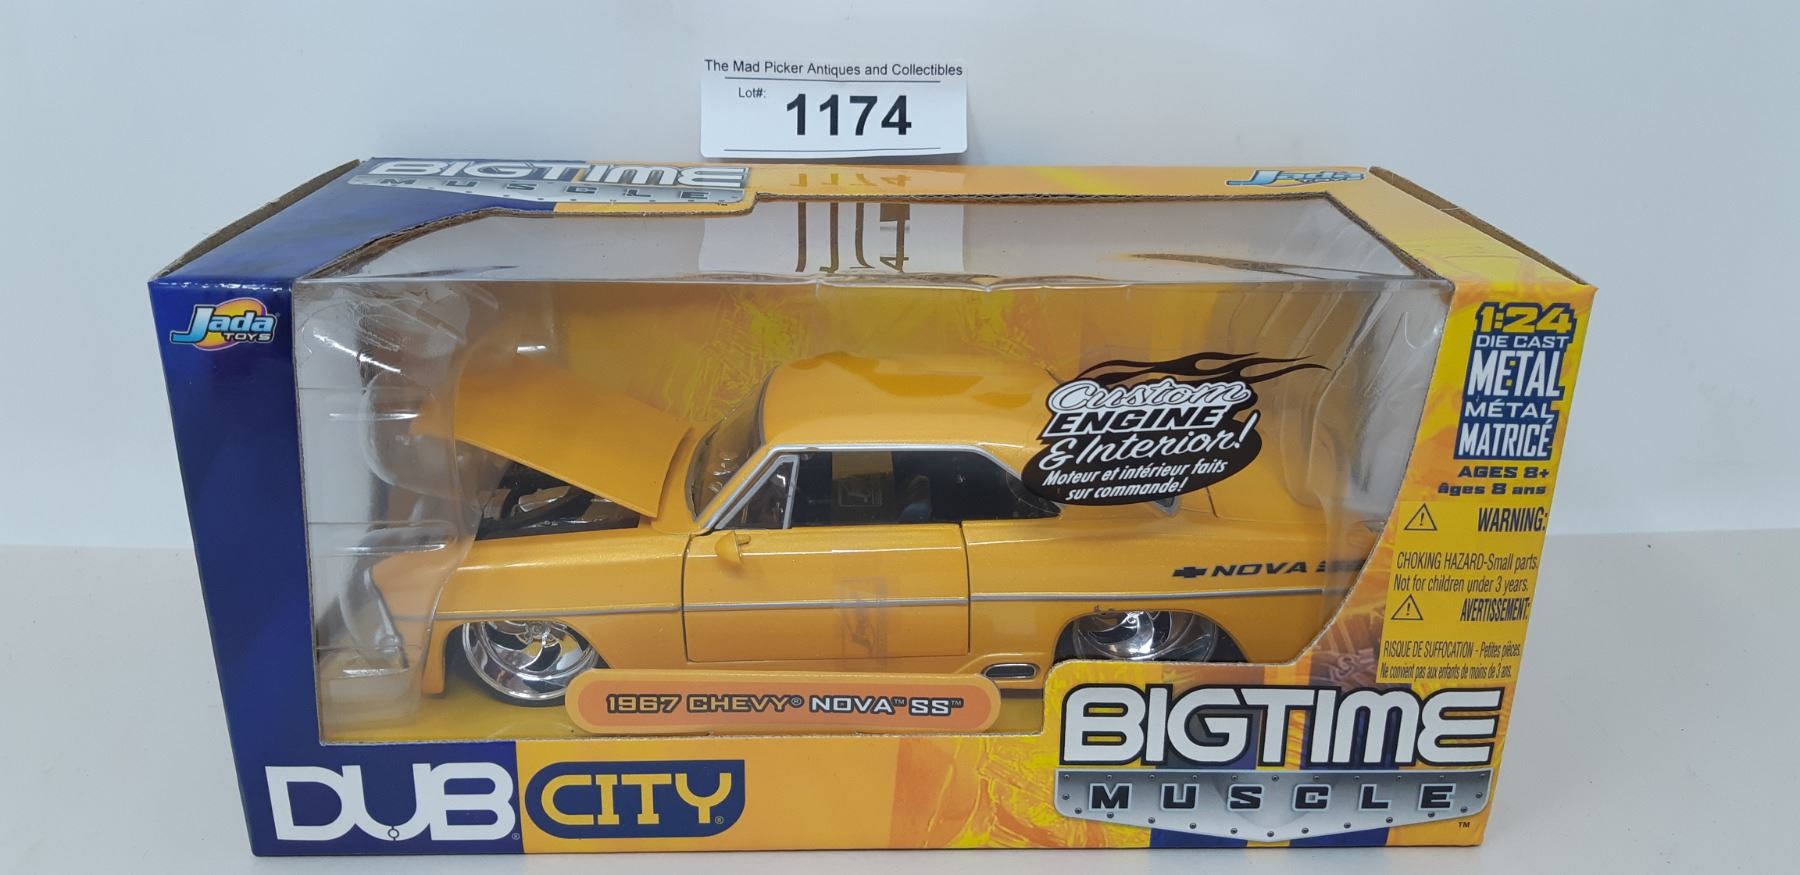 The Mad Picker Antiques and Collectibles
Lot#:
1174
BIGTIME
MUSCLE
Jada
TOYS
Jada
TOYS
1:24
DIE CAST
METAL
MÉTAL
MATRICÉ
AGES 8+
âges 8 ans
WARNING:
CHOKING HAZARD-Small parts.
Not for children under 3 years.
AVERTISSEMENT:
RISQUE DE SUFFOCATION - Petites pièces.
Ne convient pas aux enfants de moins de 3 ans.
Custom
ENGINE
& Interior!
Moteur et intérieur faits
sur commande!
NOVA SS
1967 CHEVY® NOVA™ SS™
DUB CITY®
BIGTIME
MUSCLE™